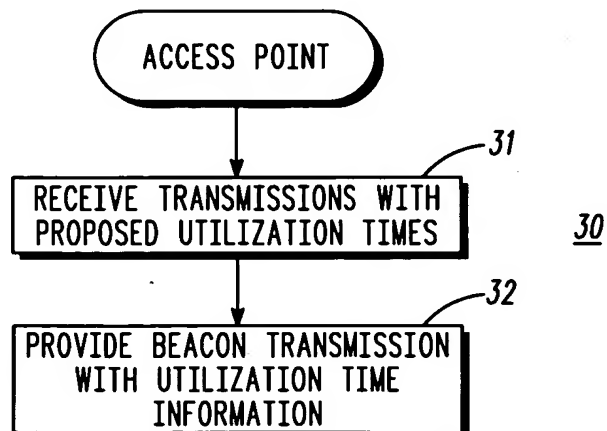 ACCESS POINT
31
RECEIVE TRANSMISSIONS WITH
PROPOSED UTILIZATION TIMES
30
32
PROVIDE BEACON TRANSMISSION
WITH UTILIZATION TIME
INFORMATION